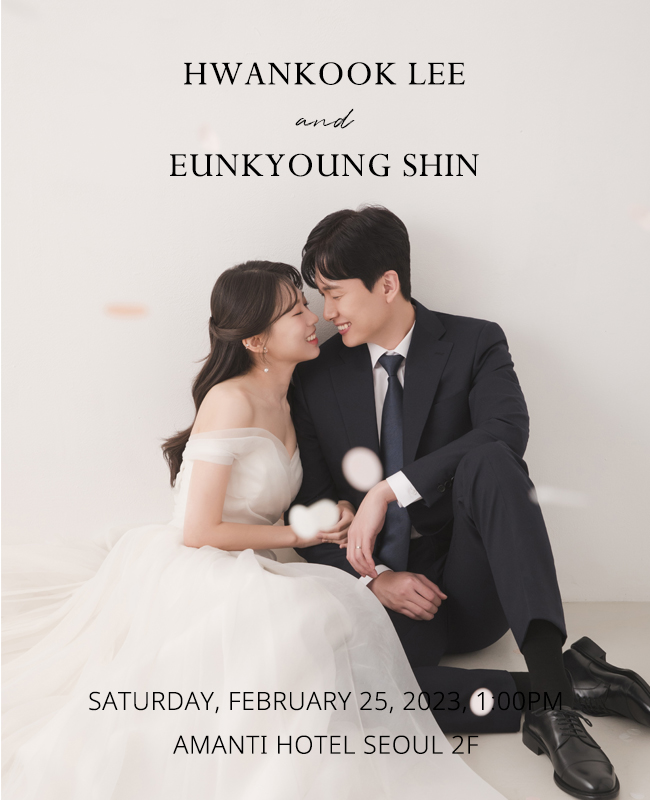 HWANKOOK LEE
and
EUNKYOUNG SHIN
SATURDAY, FEBRUARY 25, 2023, 1:00PM
AMANTI HOTEL SEOUL 2F